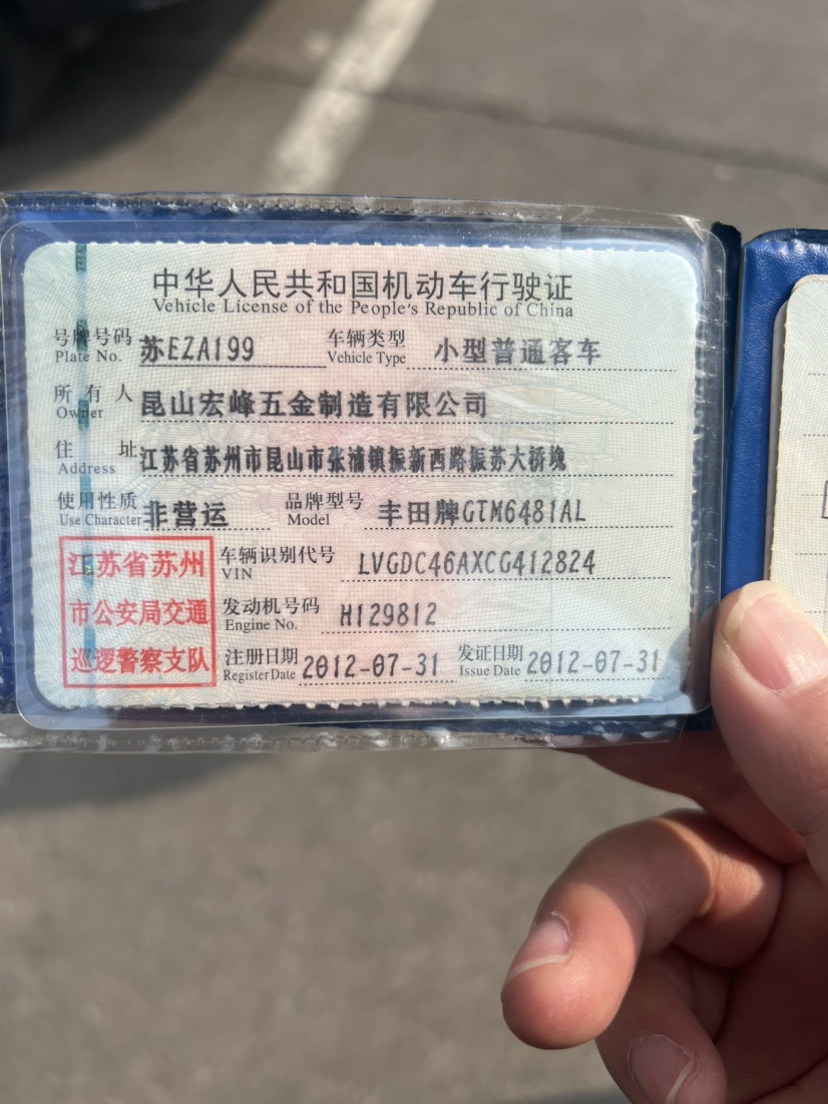 中华人民共和国机动车行驶证
Vehicle License of the People's Republic of China
号牌号码 Plate No. 苏EZA199 车辆类型 Vehicle Type 小型普通客车
所有人 Owner 昆山宏峰五金制造有限公司
住址 Address 江苏省苏州市昆山市张浦镇振新西路振苏大桥堍
使用性质 Use Character 非营运 品牌型号 Model 丰田牌GTM6481AL
江苏省苏州
市公安局交通
巡逻警察支队
车辆识别代号 VIN LVGDC46AXCG412824
发动机号码 Engine No. H129812
注册日期 Register Date 2012-07-31 发证日期 Issue Date 2012-07-31